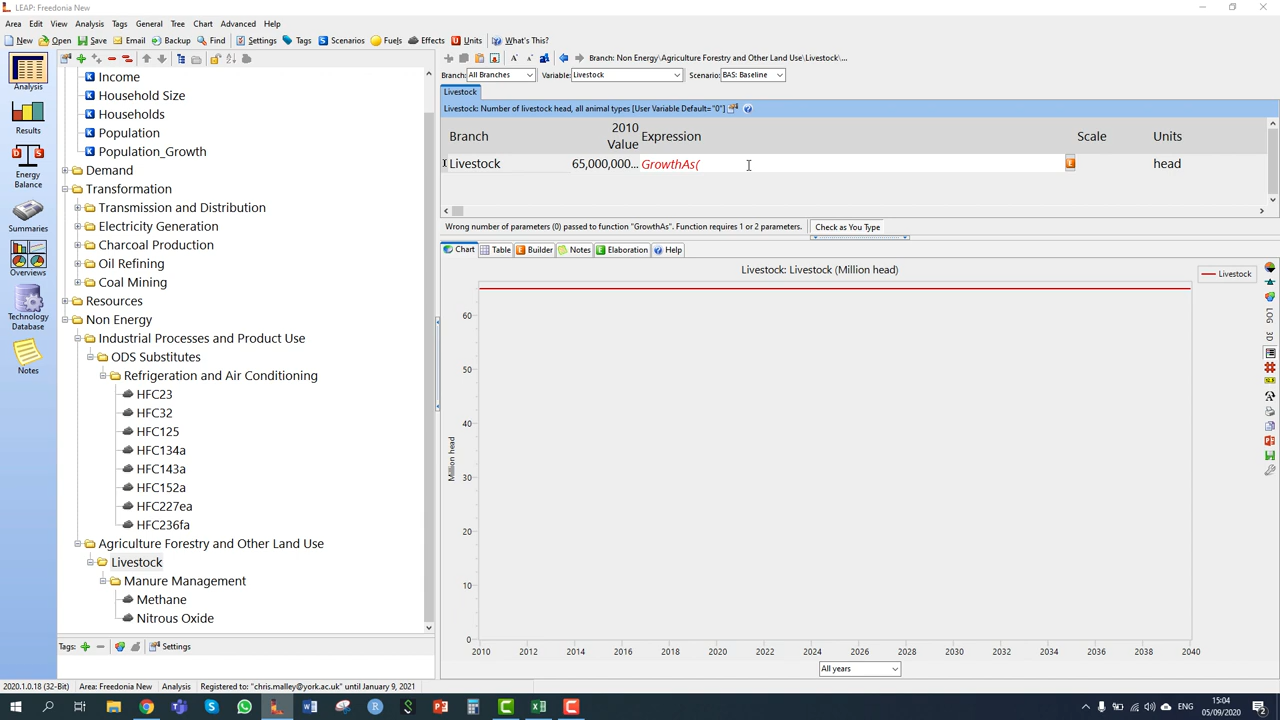 LEAP: Freedonia New
Area Edit View Analysis Tags General Tree Chart Advanced Help
New Open Save Email Backup Find Settings Tags Scenarios Fuels Effects Units What's This?
Analysis
Results
Energy
Balance
Summaries
Overviews
Technology
Database
Notes
Income
Household Size
Households
Population
Population_Growth
Demand
Transformation
Transmission and Distribution
Electricity Generation
Charcoal Production
Oil Refining
Coal Mining
Resources
Non Energy
Industrial Processes and Product Use
ODS Substitutes
Refrigeration and Air Conditioning
HFC23
HFC32
HFC125
HFC134a
HFC143a
HFC152a
HFC227ea
HFC236fa
Agriculture Forestry and Other Land Use
Livestock
Manure Management
Methane
Nitrous Oxide
Tags: Settings
Branch: Non Energy\Agriculture Forestry and Other Land Use\Livestock\...
Branch: All Branches Variable: Livestock Scenario: BAS: Baseline
Livestock
Livestock: Number of livestock head, all animal types [User Variable Default="0"]
Branch 2010 Value Expression Scale Units
Livestock 65,000,000... GrowthAs( E head
Wrong number of parameters (0) passed to function "GrowthAs". Function requires 1 or 2 parameters. Check as You Type
Chart Table Builder Notes Elaboration Help
Livestock: Livestock (Million head)
Livestock
60
50
40
30
20
10
0
Million head
2010 2012 2014 2016 2018 2020 2022 2024 2026 2028 2030 2032 2034 2036 2038 2040
All years
LOG
3D
2020.1.0.18 (32-Bit) Area: Freedonia New Analysis Registered to: "chris.malley@york.ac.uk" until January 9, 2021
ENG
15:04
05/09/2020